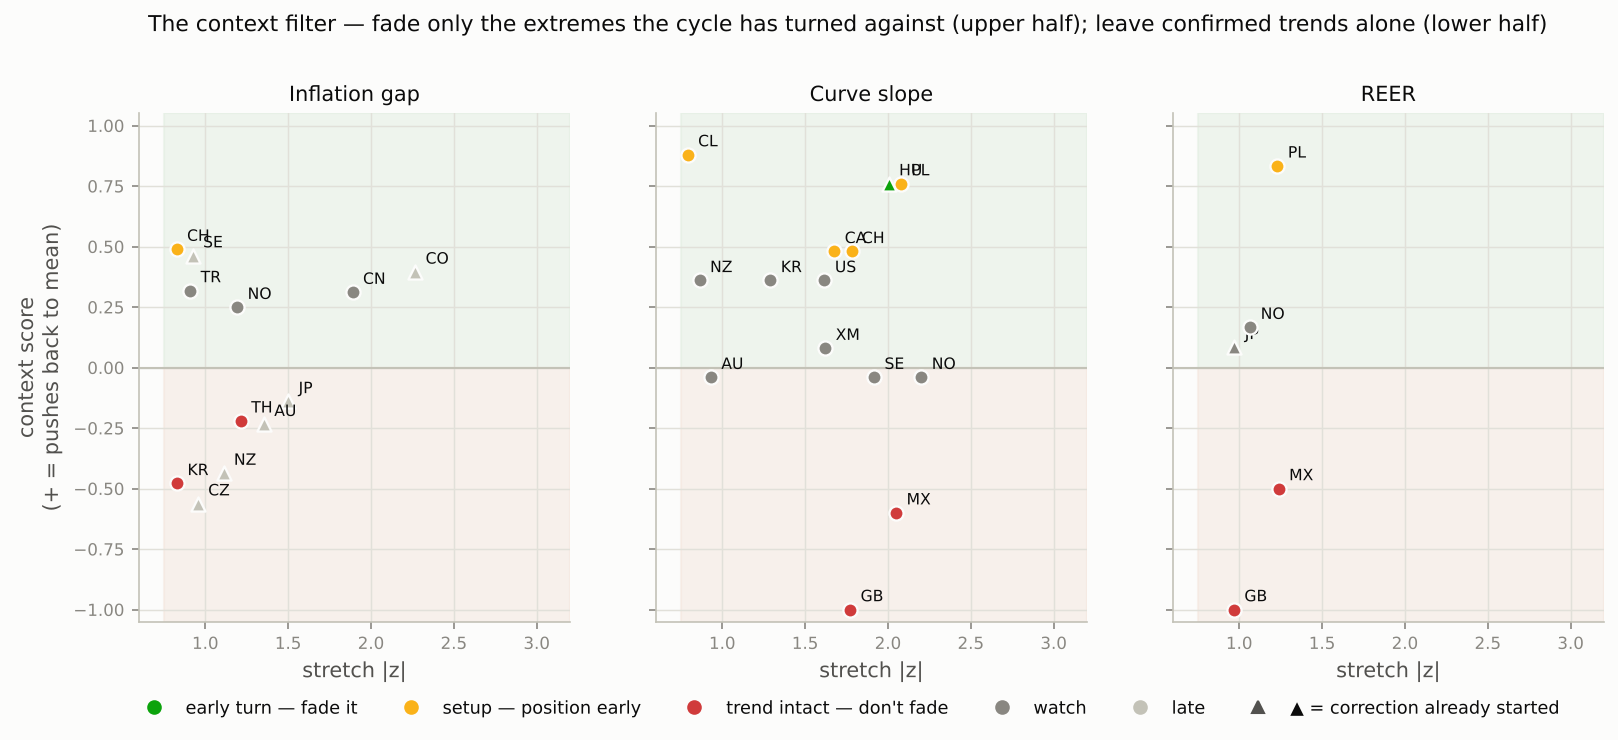 The context filter — fade only the extremes the cycle has turned against (upper half); leave confirmed trends alone (lower half)
Inflation gap
Curve slope
REER
context score
(+ = pushes back to mean)
1.00
0.75
0.50
0.25
0.00
−0.25
−0.50
−0.75
−1.00
CH
SE
TR
NO
CN
CO
JP
TH
AU
KR
NZ
CZ
1.0 1.5 2.0 2.5 3.0
stretch |z|
CL
HU
PL
CA
CH
NZ
KR
US
XM
AU
SE
NO
MX
GB
1.0 1.5 2.0 2.5 3.0
stretch |z|
PL
NO
JP
MX
GB
1.0 1.5 2.0 2.5 3.0
stretch |z|
early turn — fade it
setup — position early
trend intact — don't fade
watch
late
▲ = correction already started